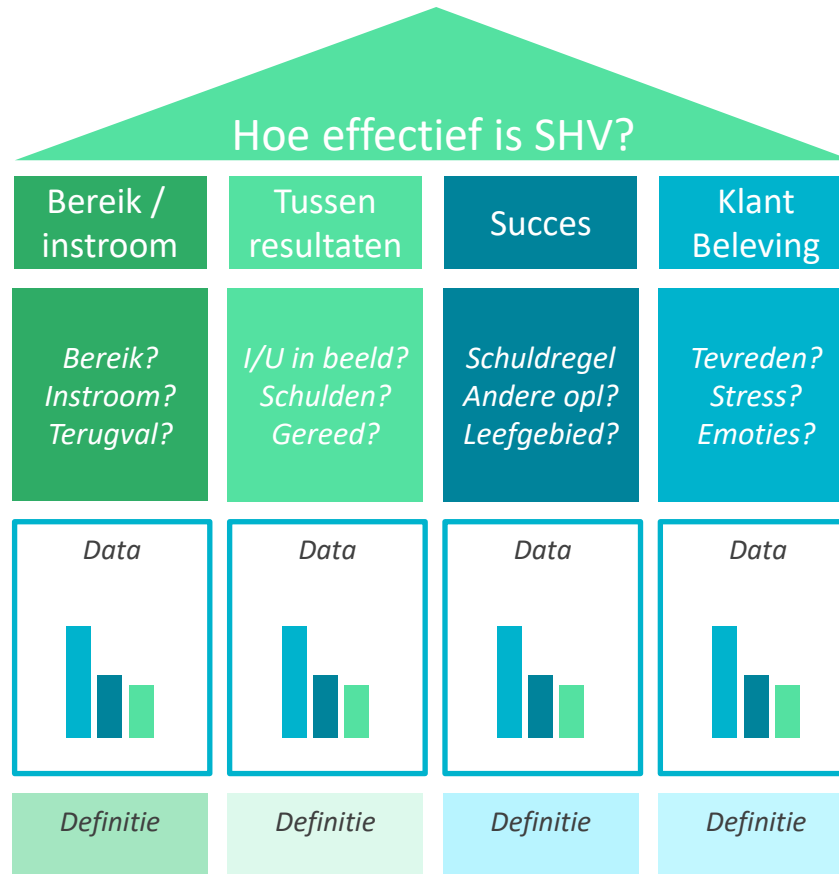 Hoe effectief is SHV?
Bereik /
instroom
Tussen
resultaten
Succes
Klant
Beleving
Bereik?
Instroom?
Terugval?
I/U in beeld?
Schulden?
Gereed?
Schuldregel
Andere opl?
Leefgebied?
Tevreden?
Stress?
Emoties?
Data
Data
Data
Data
Definitie
Definitie
Definitie
Definitie